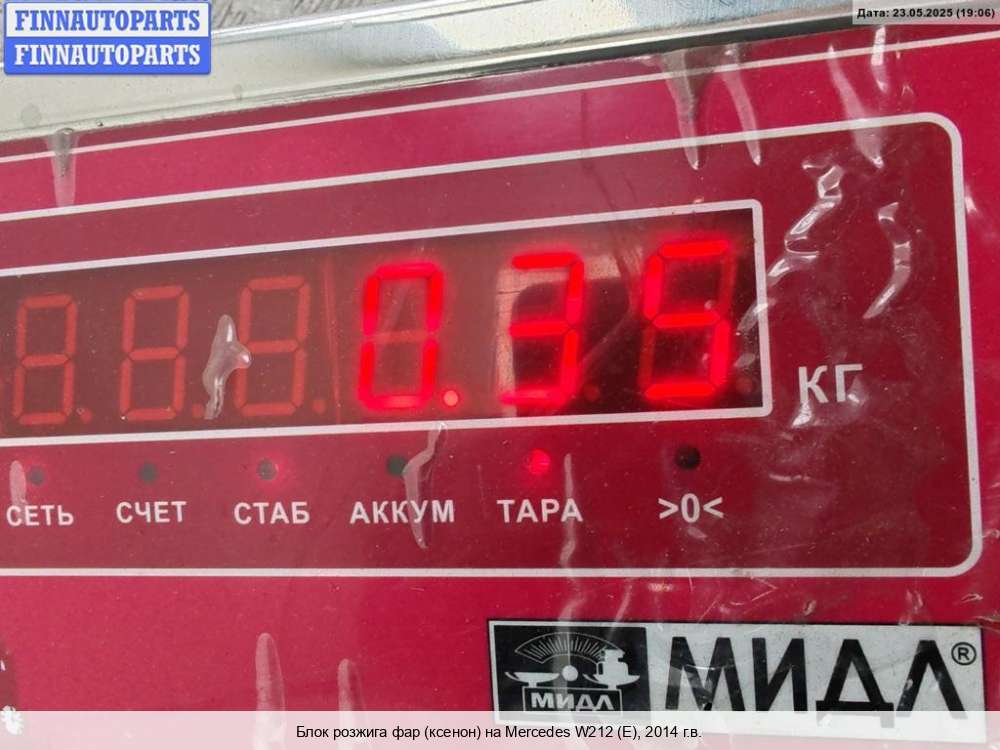 FINNAUTOPARTS
FINNAUTOPARTS
Дата: 23.05.2025 (19:06)
0.35
КГ
СЕТЬ СЧЕТ СТАБ АККУМ ТАРА >0<
МИДЛ МИДЛ®
Блок розжига фар (ксенон) на Mercedes W212 (E), 2014 г.в.